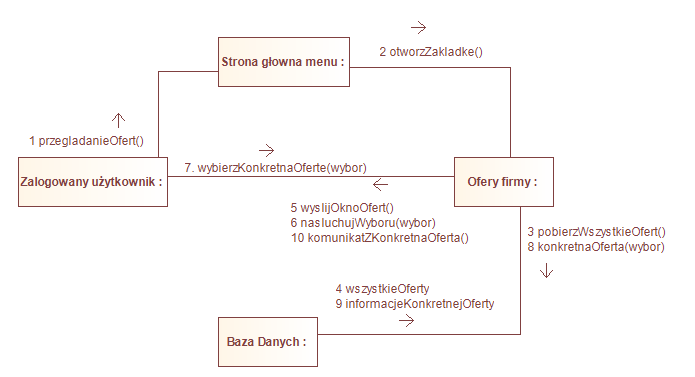 2 otworzZakladke()
Strona głowna menu :
1 przegladanieOfert()
7. wybierzKonkretnaOferte(wybor)
Zalogowany użytkownik :
Ofery firmy :
5 wyslijOknoOfert()
6 nasluchujWyboru(wybor)
10 komunikatZKonkretnaOferta()
3 pobierzWszystkieOfert()
8 konkretnaOferta(wybor)
4 wszystkieOferty
9 informacjeKonkretnejOferty
Baza Danych :